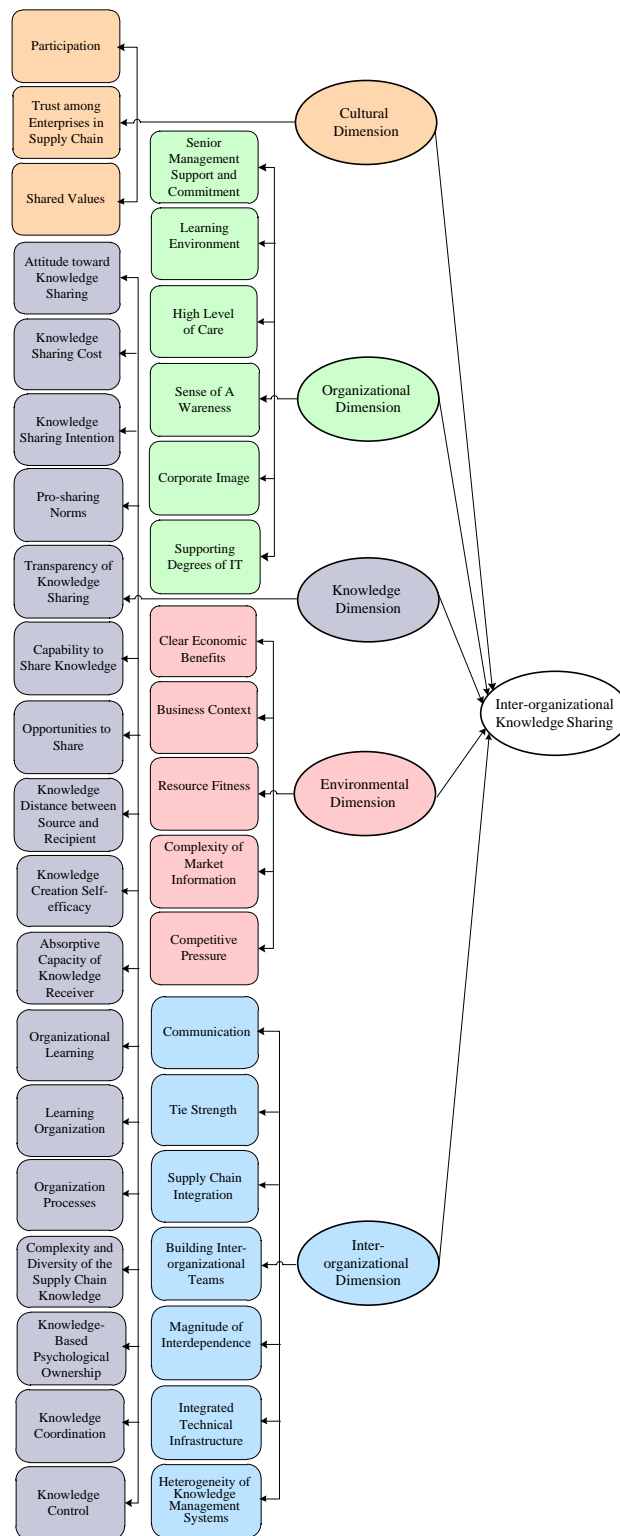 Participation
Trust among
Enterprises in
Supply Chain
Shared Values
Cultural
Dimension
Senior
Management
Support and
Commitment
Learning
Environment
High Level
of Care
Sense of A
Wareness
Corporate Image
Supporting
Degrees of IT
Organizational
Dimension
Attitude toward
Knowledge
Sharing
Knowledge
Sharing Cost
Knowledge
Sharing Intention
Pro-sharing
Norms
Transparency of
Knowledge
Sharing
Capability to
Share Knowledge
Opportunities to
Share
Knowledge
Distance between
Source and
Recipient
Knowledge
Creation Self-
efficacy
Absorptive
Capacity of
Knowledge
Receiver
Organizational
Learning
Learning
Organization
Organization
Processes
Complexity and
Diversity of the
Supply Chain
Knowledge
Knowledge-
Based
Psychological
Ownership
Knowledge
Coordination
Knowledge
Control
Knowledge
Dimension
Clear Economic
Benefits
Business Context
Resource Fitness
Complexity of
Market
Information
Competitive
Pressure
Environmental
Dimension
Communication
Tie Strength
Supply Chain
Integration
Building Inter-
organizational
Teams
Magnitude of
Interdependence
Integrated
Technical
Infrastructure
Heterogeneity of
Knowledge
Management
Systems
Inter-
organizational
Dimension
Inter-organizational
Knowledge Sharing